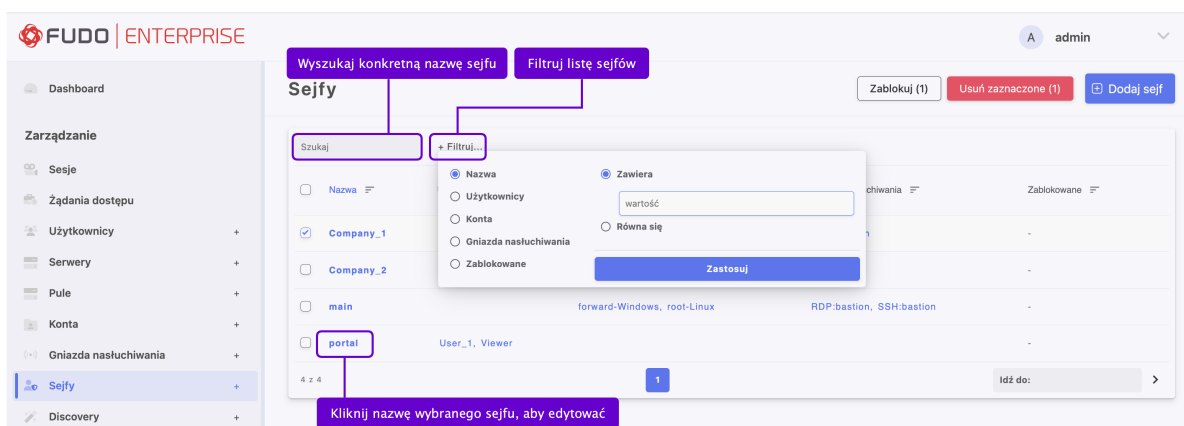 FUDO ENTERPRISE
A admin
Wyszukaj konkretną nazwę sejfu
Filtruj listę sejfów
Dashboard
Sejfy
Zablokuj (1)
Usuń zaznaczone (1)
Dodaj sejf
Zarządzanie
Szukaj
+ Filtruj...
Sesje
Żądania dostępu
Użytkownicy +
Serwery +
Pule +
Konta +
Gniazda nasłuchiwania +
Sejfy +
Discovery +
Nazwa
Zawiera
Użytkownicy
wartość
Konta
Równa się
Gniazda nasłuchiwania
Zablokowane
Zastosuj
Nazwa
Zablokowane
Company_1 -
Company_2 -
main forward-Windows, root-Linux RDP:bastion, SSH:bastion -
portal User_1, Viewer -
4 z 4
1
Idź do:
Kliknij nazwę wybranego sejfu, aby edytować